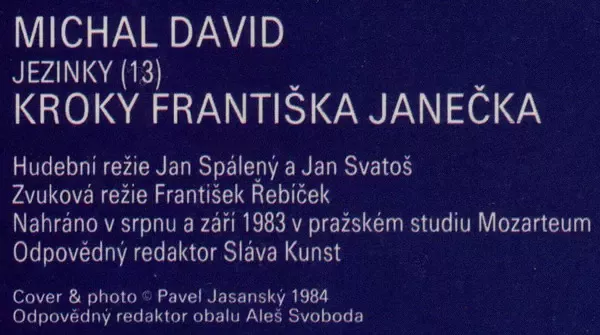 MICHAL DAVID
JEZINKY (13)
KROKY FRANTIŠKA JANEČKA
Hudební režie Jan Spálený a Jan Svatoš
Zvuková režie František Řebíček
Nahráno v srpnu a září 1983 v pražském studiu Mozarteum
Odpovědný redaktor Sláva Kunst
Cover & photo © Pavel Jasanský 1984
Odpovědný redaktor obalu Aleš Svoboda